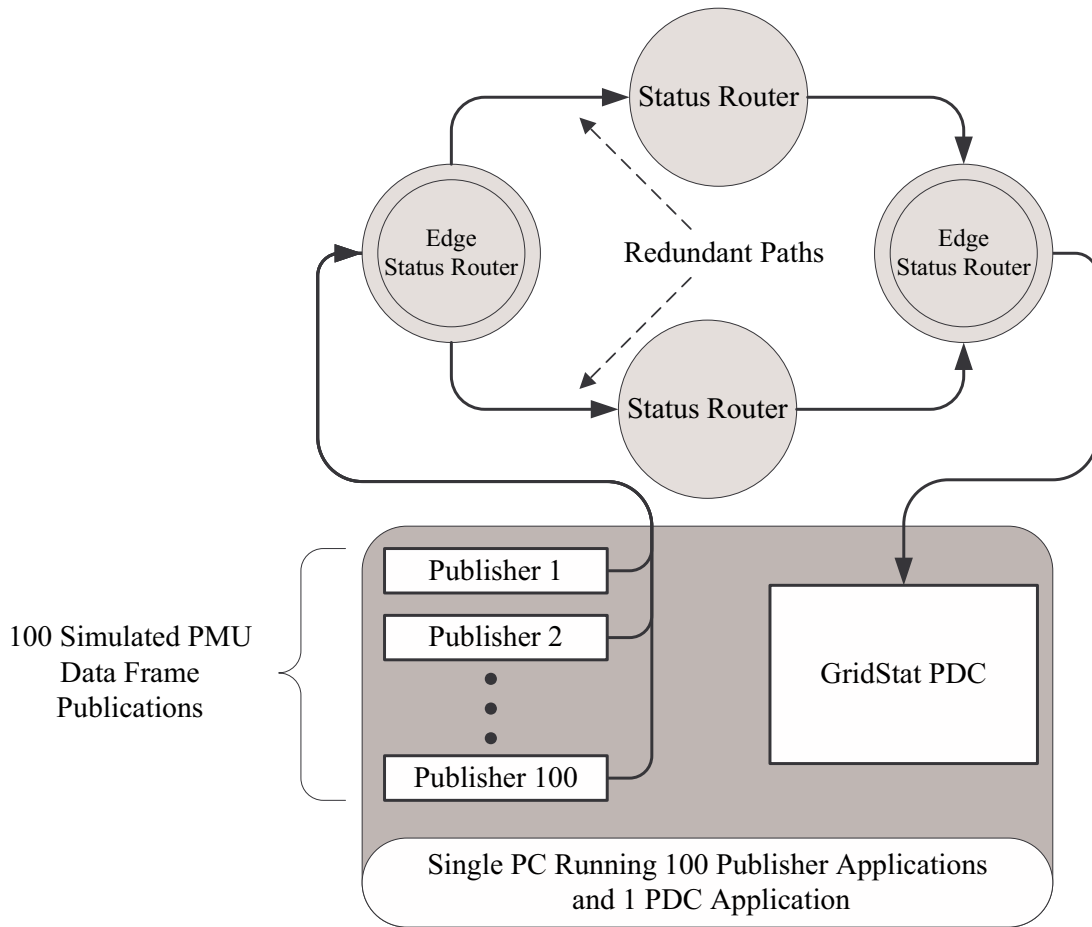 Status Router
Edge
Status Router
Redundant Paths
Edge
Status Router
Status Router
100 Simulated PMU
Data Frame
Publications
Publisher 1
Publisher 2
Publisher 100
GridStat PDC
Single PC Running 100 Publisher Applications
and 1 PDC Application